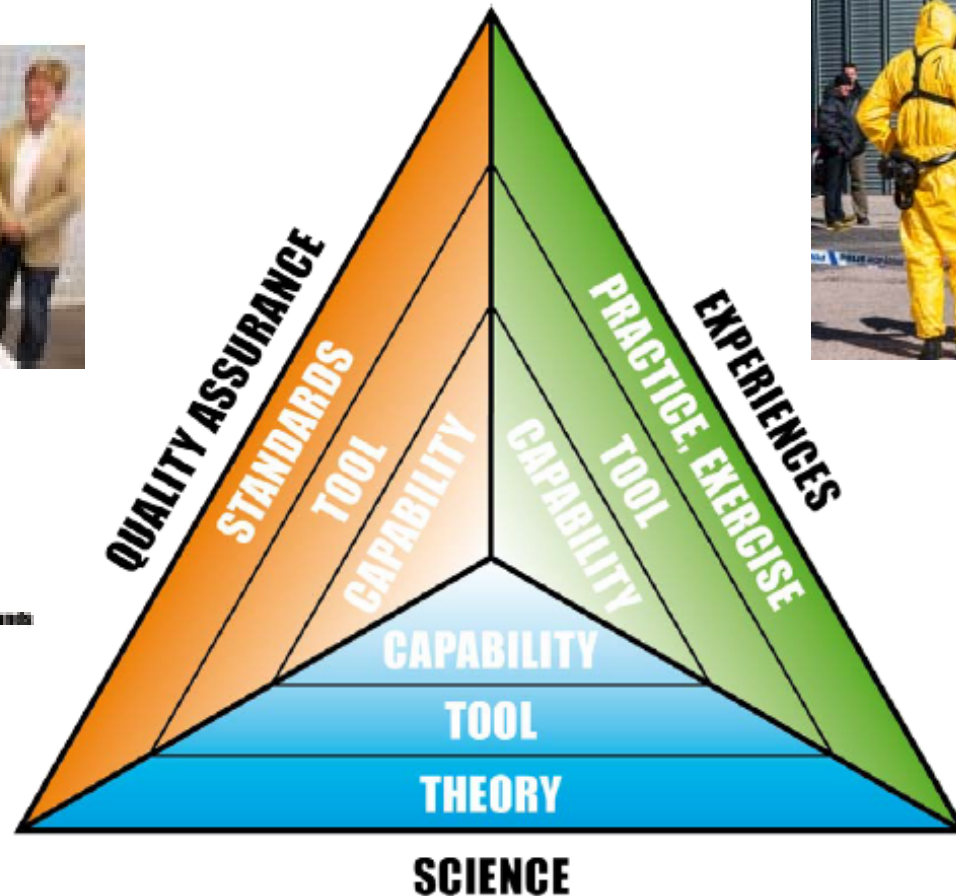 QUALITY ASSURANCE
STANDARDS
TOOL
CAPABILITY
EXPERIENCES
PRACTICE, EXERCISE
TOOL
CAPABILITY
CAPABILITY
TOOL
THEORY
SCIENCE